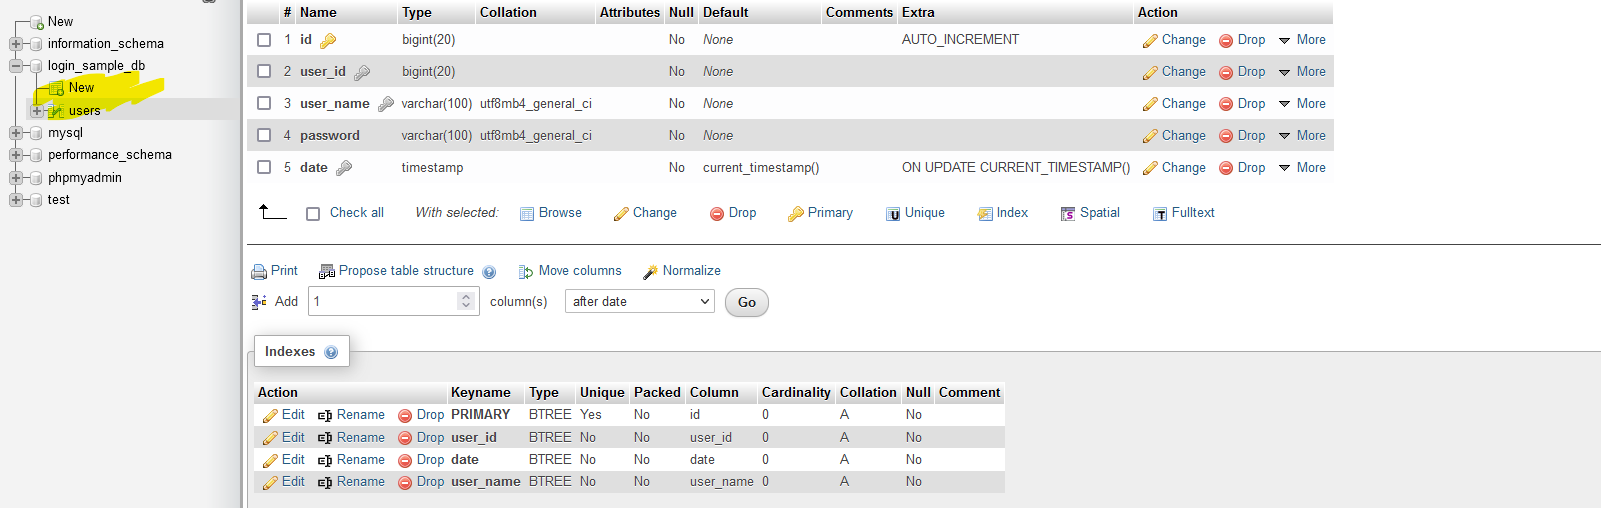 New
information_schema
login_sample_db
New
users
mysql
performance_schema
phpmyadmin
test
# Name Type Collation Attributes Null Default Comments Extra Action
1 id bigint(20) No None AUTO_INCREMENT Change Drop More
2 user_id bigint(20) No None Change Drop More
3 user_name varchar(100) utf8mb4_general_ci No None Change Drop More
4 password varchar(100) utf8mb4_general_ci No None Change Drop More
5 date timestamp No current_timestamp() ON UPDATE CURRENT_TIMESTAMP() Change Drop More
Check all With selected: Browse Change Drop Primary Unique Index Spatial Fulltext
Print Propose table structure Move columns Normalize
Add 1 column(s) after date Go
Indexes
Action Keyname Type Unique Packed Column Cardinality Collation Null Comment
Edit Rename Drop PRIMARY BTREE Yes No id 0 A No
Edit Rename Drop user_id BTREE No No user_id 0 A No
Edit Rename Drop date BTREE No No date 0 A No
Edit Rename Drop user_name BTREE No No user_name 0 A No